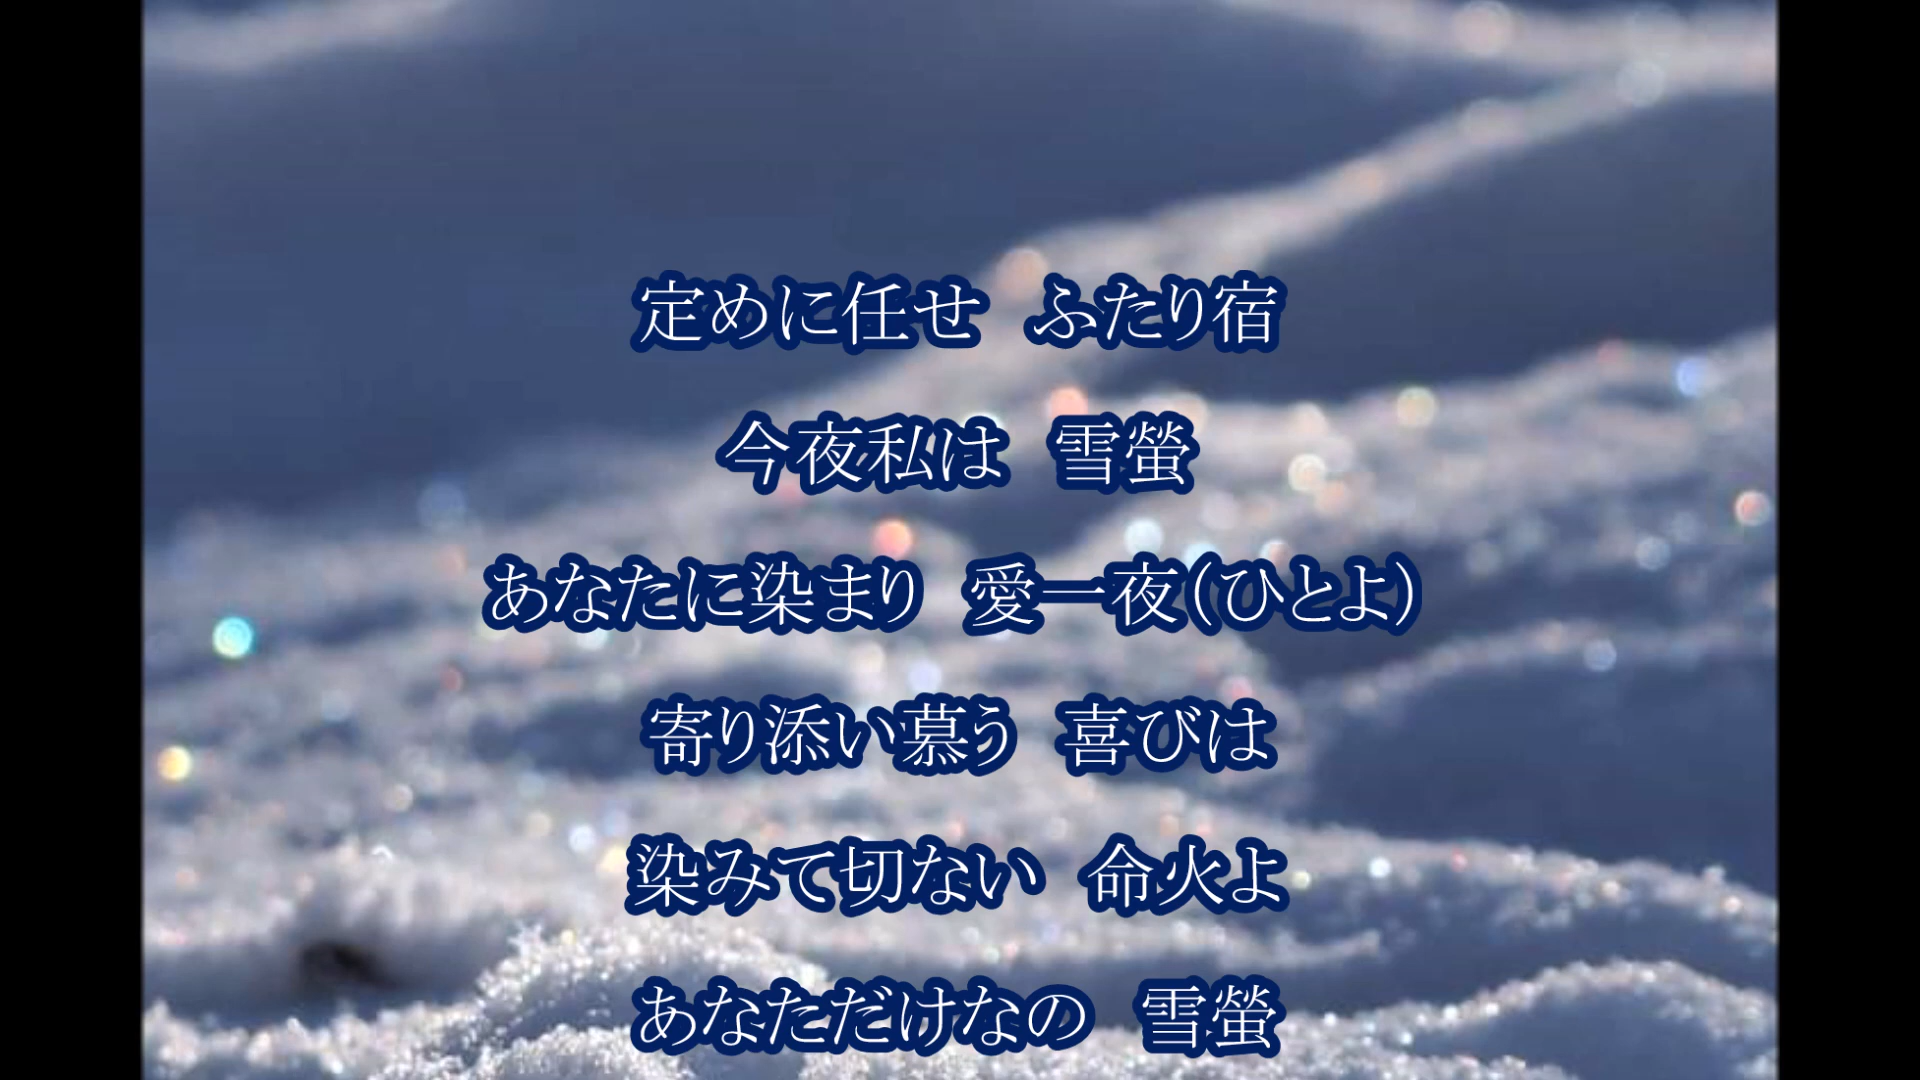 定めに任せ　ふたり宿
今夜私は　雪螢
あなたに染まり　愛一夜（ひとよ）
寄り添い慕う　喜びは
染みて切ない　命火よ
あなただけなの　雪螢